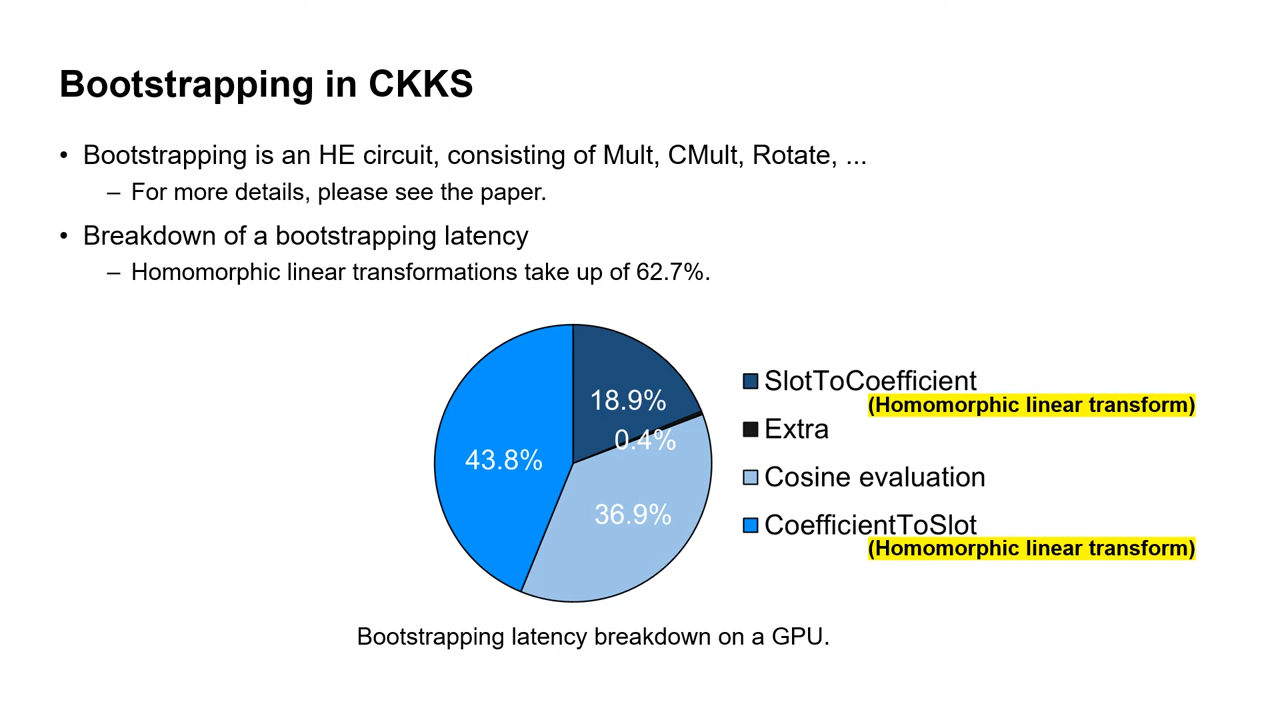 Bootstrapping in CKKS
• Bootstrapping is an HE circuit, consisting of Mult, CMult, Rotate, ...
– For more details, please see the paper.
• Breakdown of a bootstrapping latency
– Homomorphic linear transformations take up of 62.7%.
18.9%
0.4%
43.8%
36.9%
SlotToCoefficient
(Homomorphic linear transform)
Extra
Cosine evaluation
CoefficientToSlot
(Homomorphic linear transform)
Bootstrapping latency breakdown on a GPU.